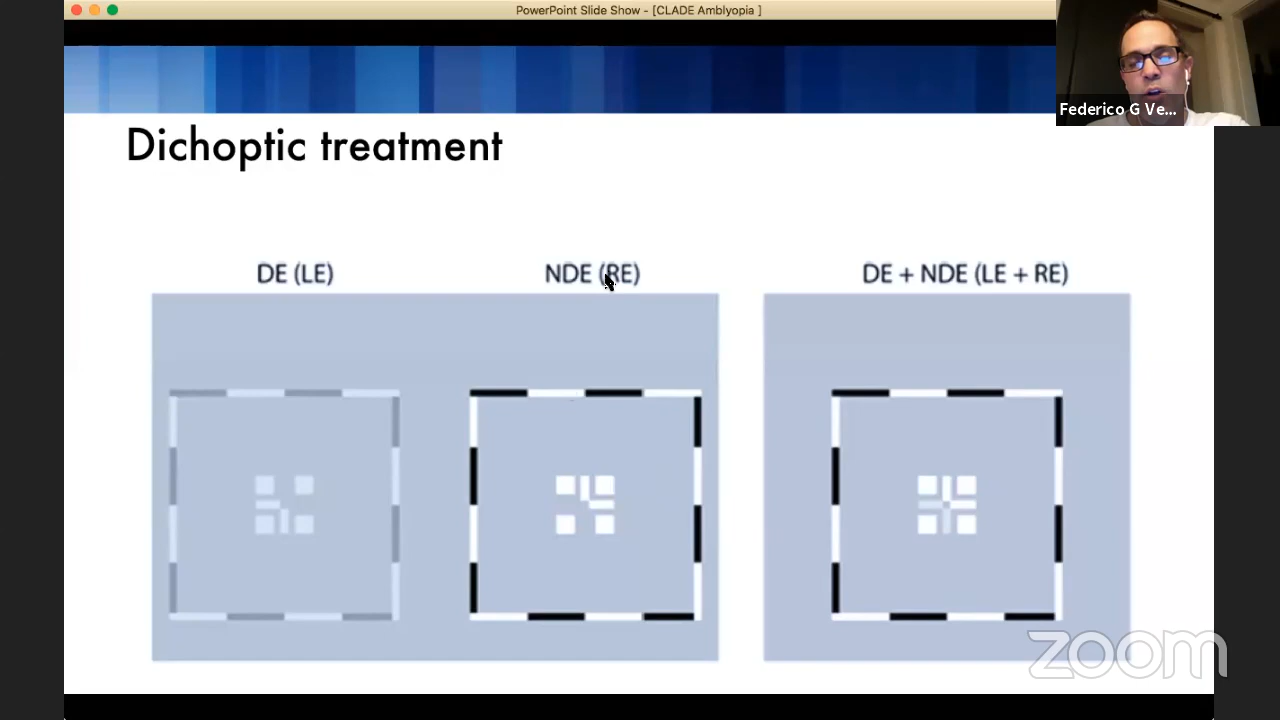 PowerPoint Slide Show - [CLADE Amblyopia ]
Federico G Ve...
Dichoptic treatment
DE (LE)
NDE (RE)
DE + NDE (LE + RE)
zoom